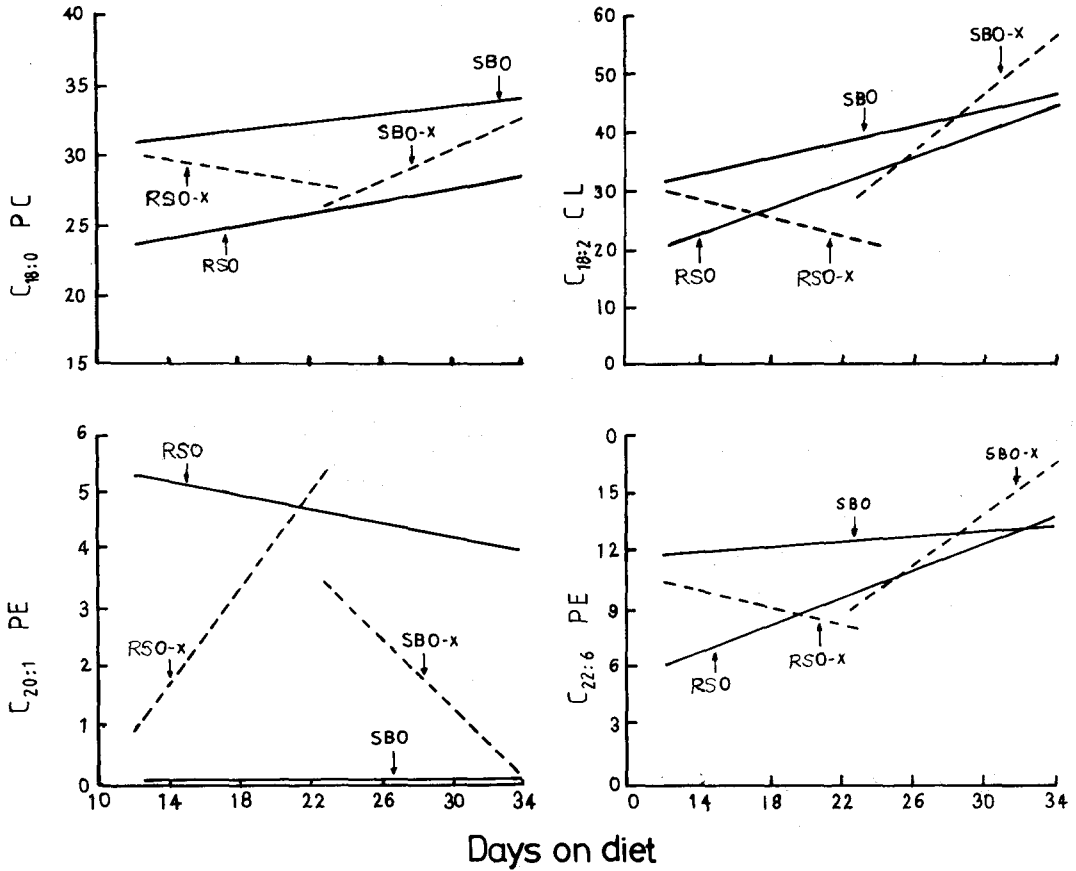 40
35
30
25
20
15
C18:0 PC
SBO
SBO-X
RSO-X
RSO
60
50
40
30
20
10
0
C18:2 CL
SBO-X
SBO
RSO
RSO-X
6
5
4
3
2
1
0
C20:1 PE
RSO
RSO-X
SBO-X
SBO
10 14 18 22 26 30 34
0
15
12
9
6
3
0
C22:6 PE
SBO-X
SBO
RSO
RSO-X
0 14 18 22 26 30 34
Days on diet